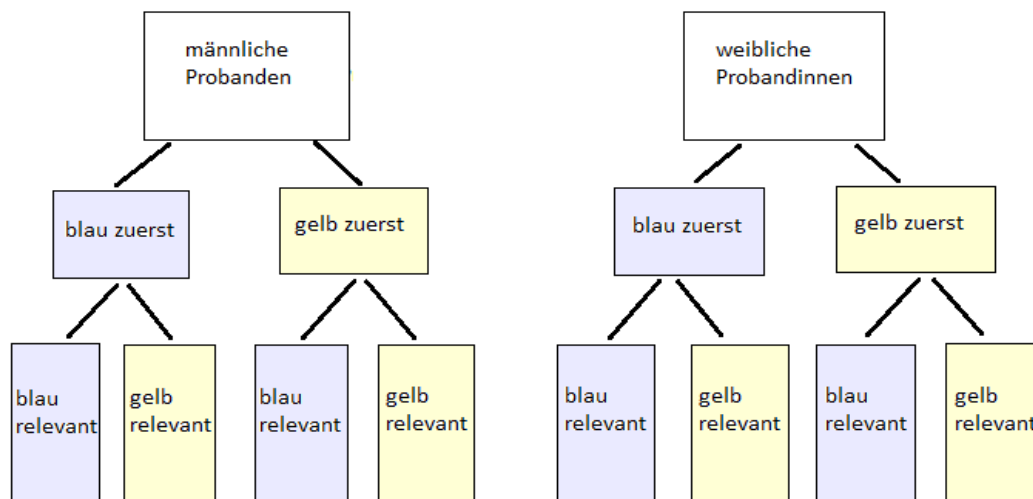 männliche
Probanden
weibliche
Probandinnen
blau zuerst
gelb zuerst
blau zuerst
gelb zuerst
blau
relevant
gelb
relevant
blau
relevant
gelb
relevant
blau
relevant
gelb
relevant
blau
relevant
gelb
relevant